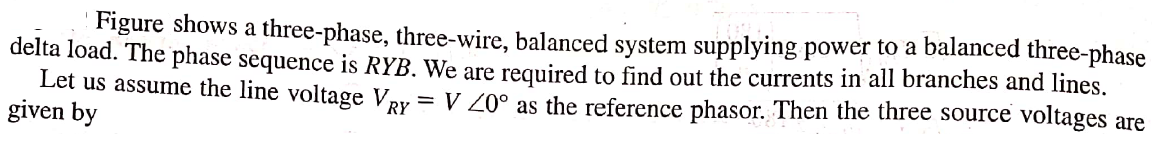 Figure shows a three-phase, three-wire, balanced system supplying power to a balanced three-phase
delta load. The phase sequence is RYB. We are required to find out the currents in all branches and lines.
Let us assume the line voltage V_RY = V ∠0° as the reference phasor. Then the three source voltages are
given by